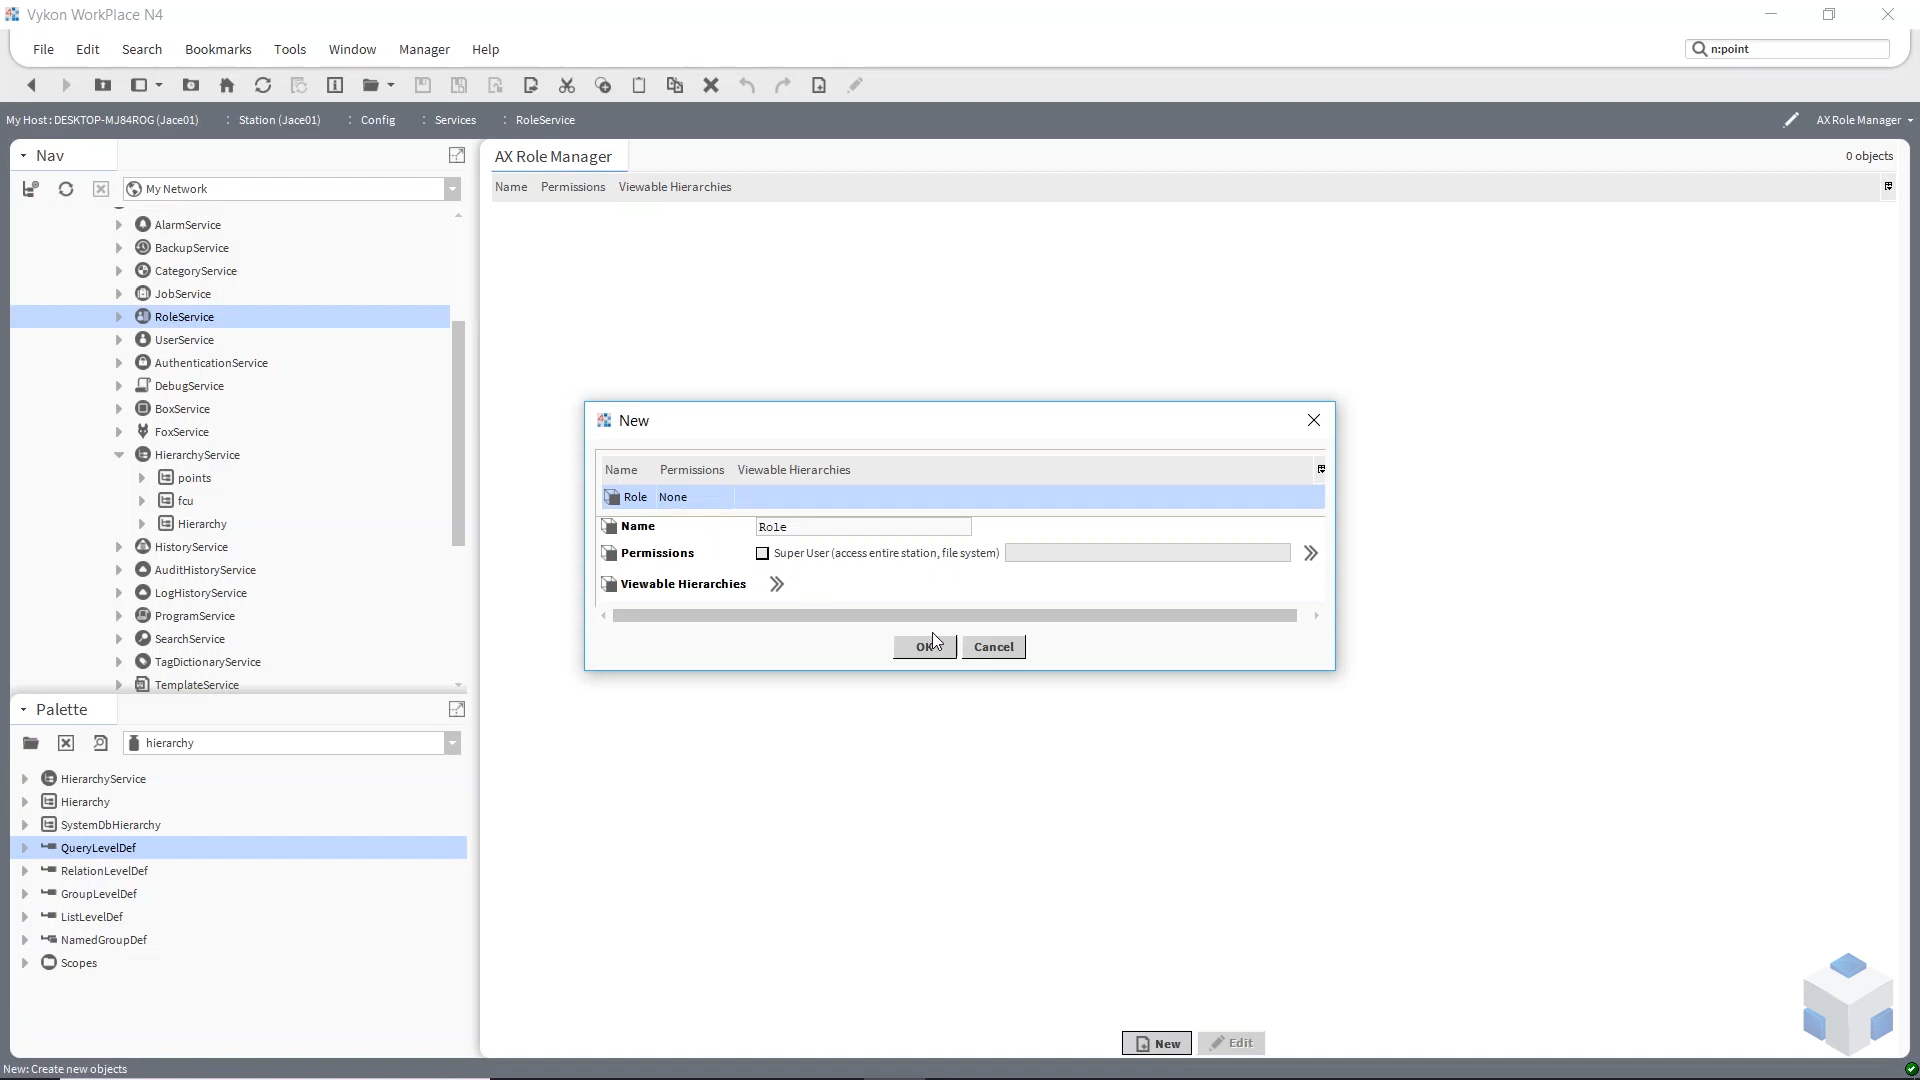 Vykon WorkPlace N4
File Edit Search Bookmarks Tools Window Manager Help
n:point
My Host : DESKTOP-MJ84ROG (Jace01) : Station (Jace01) : Config : Services : RoleService
AX Role Manager
Nav
My Network
AlarmService
BackupService
CategoryService
JobService
RoleService
UserService
AuthenticationService
DebugService
BoxService
FoxService
HierarchyService
points
fcu
Hierarchy
HistoryService
AuditHistoryService
LogHistoryService
ProgramService
SearchService
TagDictionaryService
TemplateService
Palette
hierarchy
HierarchyService
Hierarchy
SystemDbHierarchy
QueryLevelDef
RelationLevelDef
GroupLevelDef
ListLevelDef
NamedGroupDef
Scopes
AX Role Manager
0 objects
Name Permissions Viewable Hierarchies
New
Name Permissions Viewable Hierarchies
Role None
Name Role
Permissions Super User (access entire station, file system)
Viewable Hierarchies
OK Cancel
New Edit
New: Create new objects